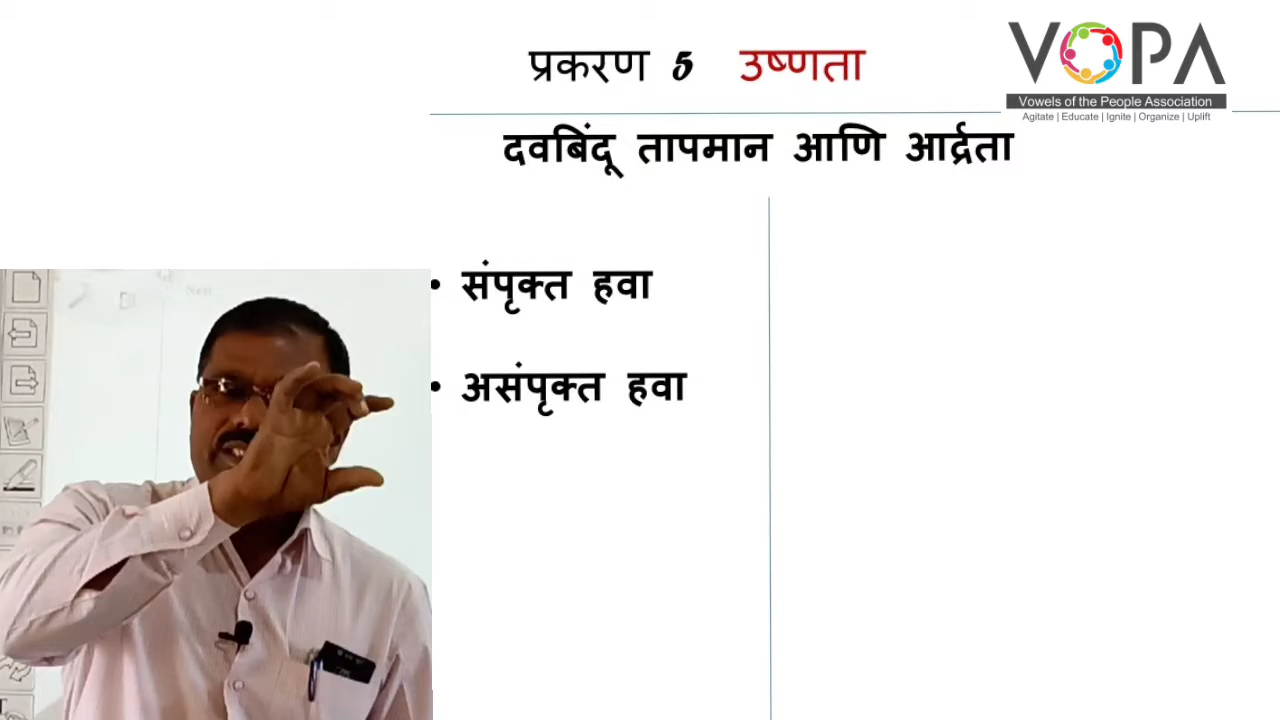 प्रकरण 5 उष्णता
VOPA
Vowels of the People Association
Agitate | Educate | Ignite | Organize | Uplift
दवबिंदू तापमान आणि आर्द्रता
• संपृक्त हवा
• असंपृक्त हवा